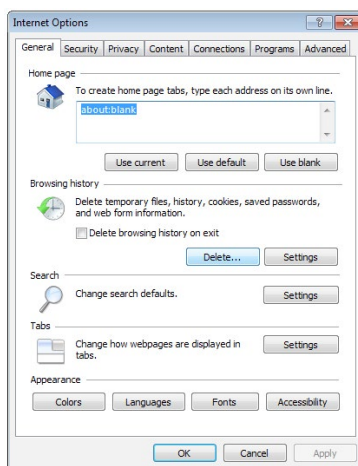 Internet Options
General Security Privacy Content Connections Programs Advanced
Home page
To create home page tabs, type each address on its own line.
about:blank
Use current Use default Use blank
Browsing history
Delete temporary files, history, cookies, saved passwords,
and web form information.
Delete browsing history on exit
Delete... Settings
Search
Change search defaults. Settings
Tabs
Change how webpages are displayed in
tabs.
Settings
Appearance
Colors Languages Fonts Accessibility
OK Cancel Apply